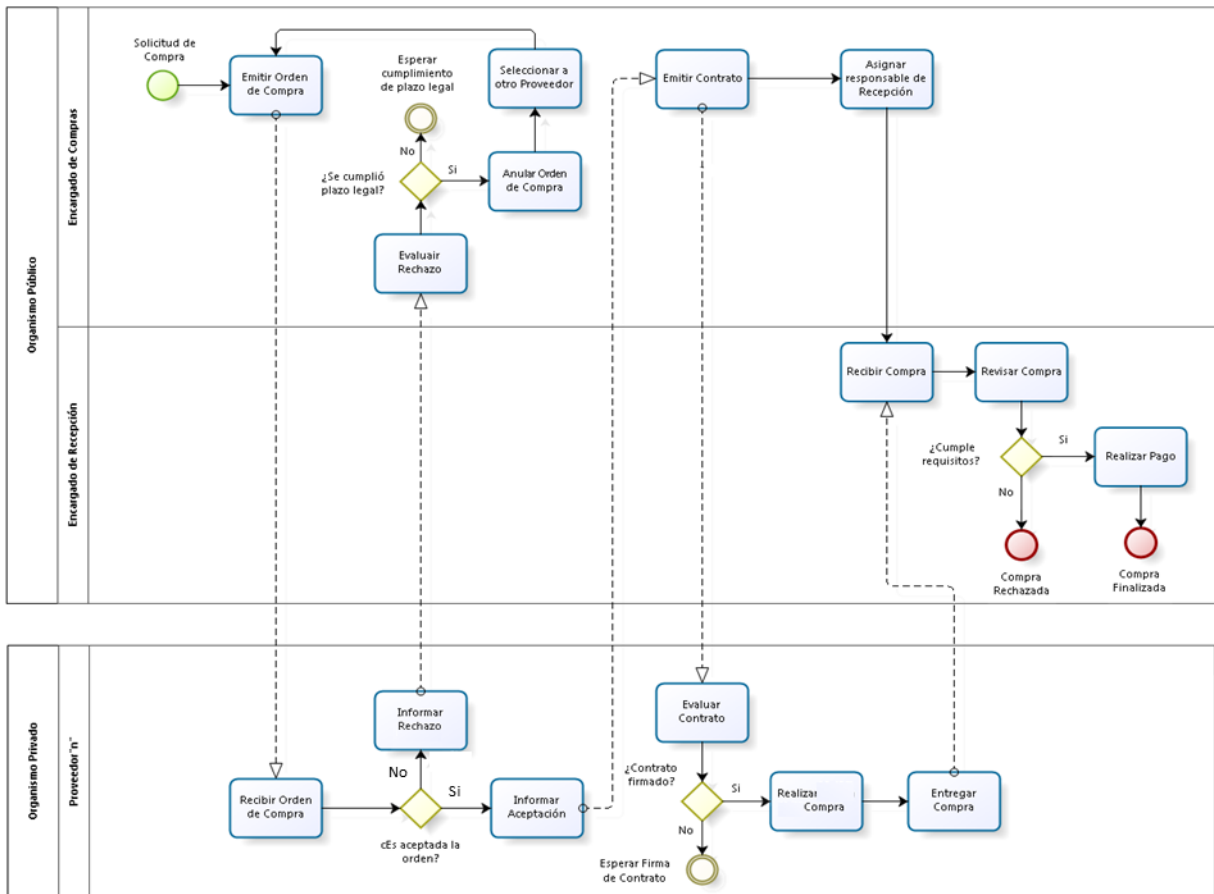 Organismo Público
Encargado de Compras
Solicitud de
Compra
Emitir Orden
de Compra
Esperar
cumplimiento
de plazo legal
No
¿Se cumplió
plazo legal?
Si
Evaluair
Rechazo
Seleccionar a
otro Proveedor
Anular Orden
de Compra
Emitir Contrato
Asignar
responsable de
Recepción
Encargado de Recepción
Recibir Compra
Revisar Compra
¿Cumple
requisitos?
Si
No
Realizar Pago
Compra
Rechazada
Compra
Finalizada
Organismo Privado
Proveedor"n"
Recibir Orden
de Compra
Informar
Rechazo
No
Si
cEs aceptada la
orden?
Informar
Aceptación
Evaluar
Contrato
¿Contrato
firmado?
Si
No
Esperar Firma
de Contrato
Realizar
Compra
Entregar
Compra